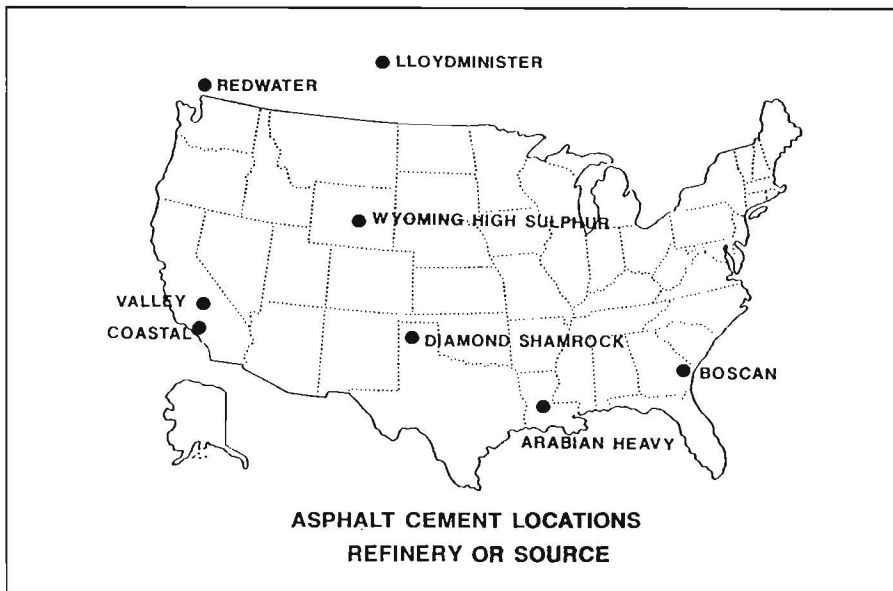 LLOYDMINISTER
REDWATER
WYOMING HIGH SULPHUR
VALLEY
COASTAL
DIAMOND SHAMROCK
BOSCAN
ARABIAN HEAVY
ASPHALT CEMENT LOCATIONS
REFINERY OR SOURCE